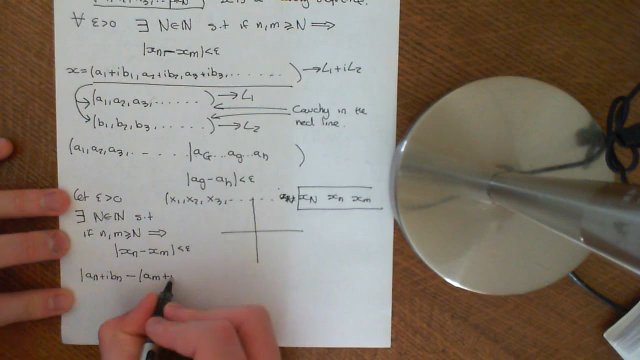 ∀ ε>0 ∃ N∈ℕ s.t if n,m≥N ⟹
|xn-xm|<ε
x=(a1+ib1, a2+ib2, a3+ib3, ......) → L1+iL2
(a1, a2, a3, ......) → L1
(b1, b2, b3, ......) → L2
Cauchy in the
real line.
(a1, a2, a3, ...... |aG...ag...ah )
|ag-ah|<ε
Let ε>0 (x1, x2, x3, ...... xN xn xm
∃ N∈ℕ s.t
if n,m≥N ⟹
|xn-xm|<ε
|an+ibn-(am+